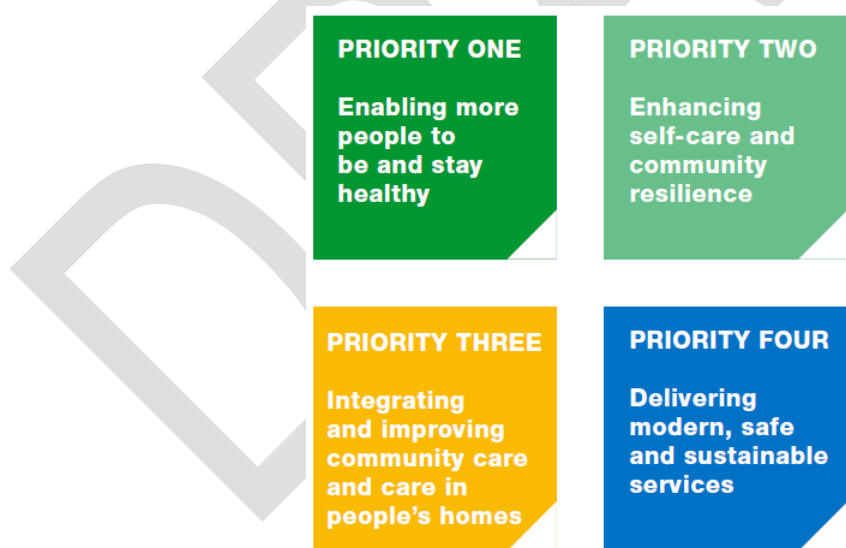 PRIORITY ONE
Enabling more
people to
be and stay
healthy
PRIORITY TWO
Enhancing
self-care and
community
resilience
PRIORITY THREE
Integrating
and improving
community care
and care in
people’s homes
PRIORITY FOUR
Delivering
modern, safe
and sustainable
services